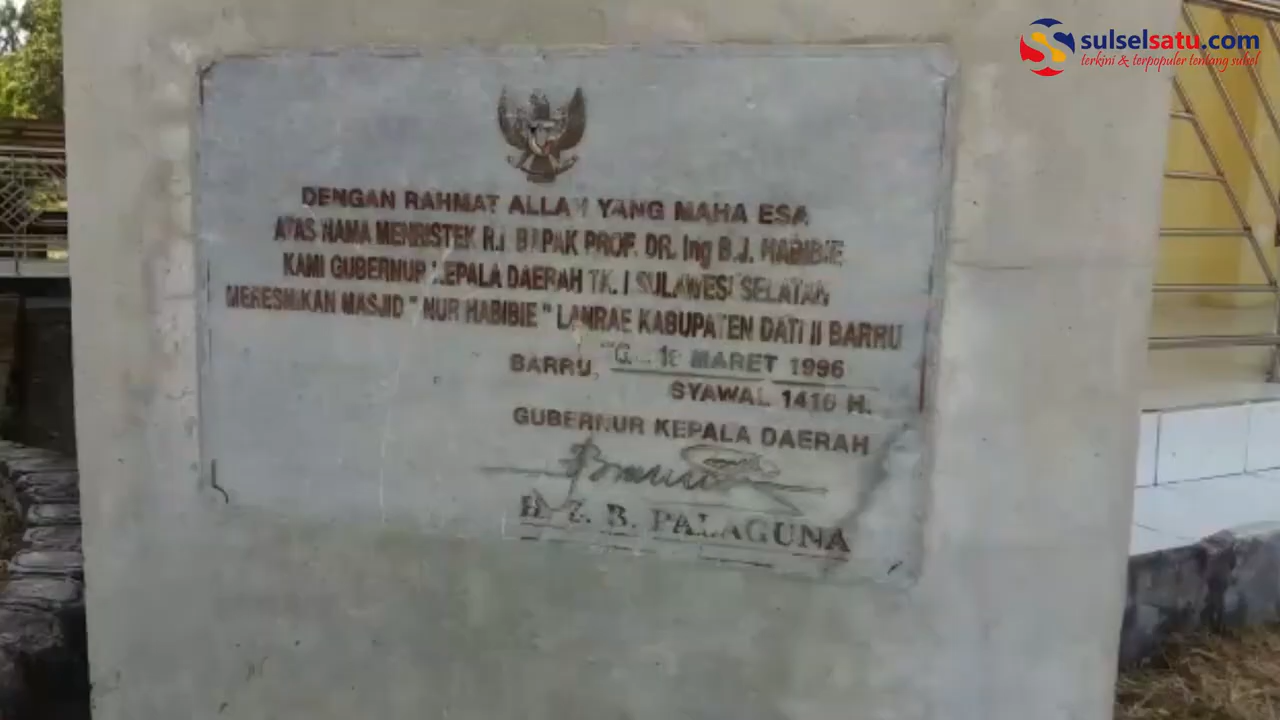 sulselsatu.com
terkini & terpopuler tentang sulsel
DENGAN RAHMAT ALLAH YANG MAHA ESA
ATAS NAMA MENRISTEK R.I. BAPAK PROF. DR. Ing B.J. HABIBIE
KAMI GUBERNUR KEPALA DAERAH TK. I SULAWESI SELATAN
MERESMIKAN MASJID " NUR HABIBIE " LANRAE KABUPATEN DATI II BARRU
BARRU, MARET 1996
SYAWAL 1416 H.
GUBERNUR KEPALA DAERAH
H. Z. B. PALAGUNA